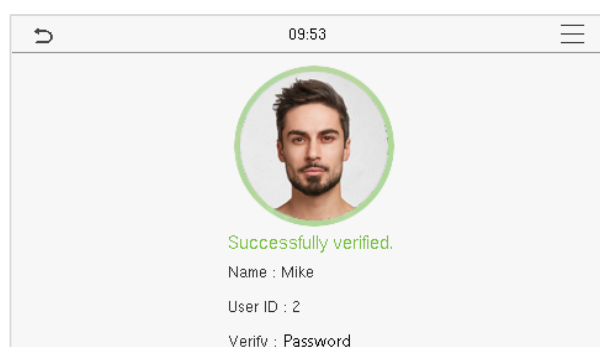 09:53
Successfully verified.
Name : Mike
User ID : 2
Verify : Password